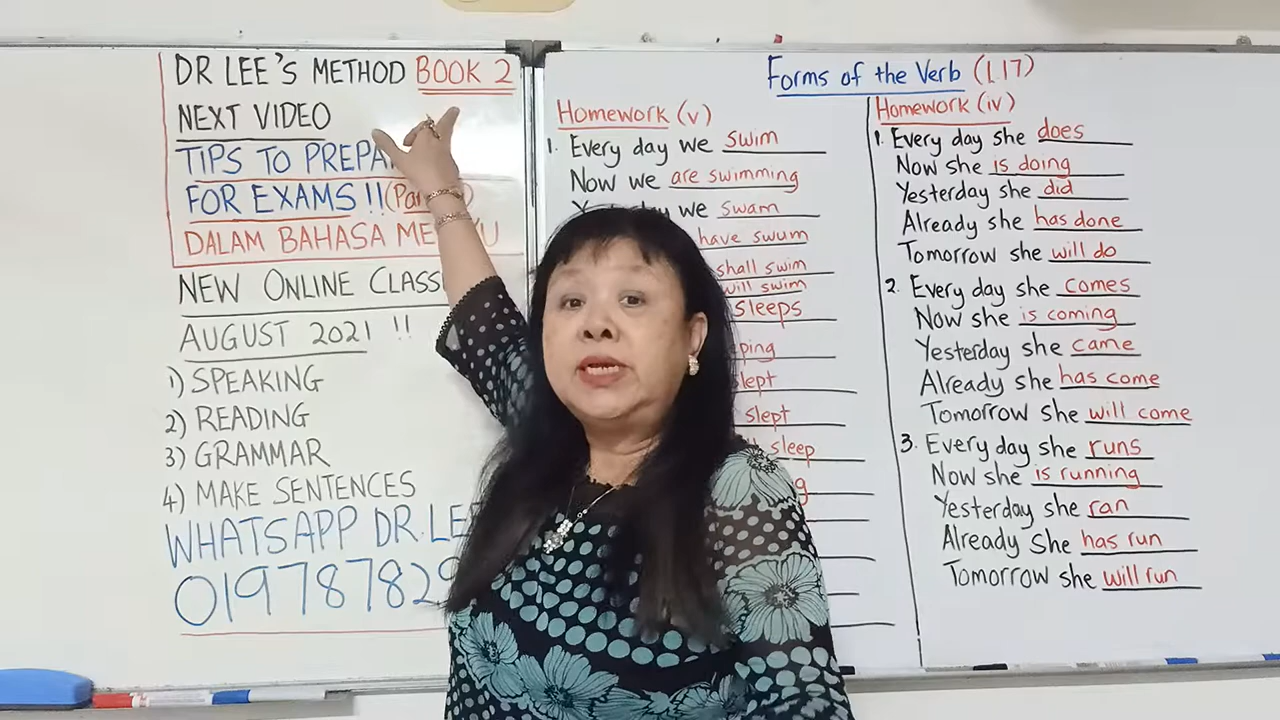 DR LEE'S METHOD BOOK 2
NEXT VIDEO
TIPS TO
FOR EXAMS !!
DALAM BAHASA
NEW ONLINE
AUGUST 2021 !!
1) SPEAKING
2) READING
3) GRAMMAR
4) MAKE SENTENCES
WHATSAPP DR.
Forms of the Verb (1.17)
Homework (v)
1. Every day we swim
Now we are swimming
we swam
have swum
shall swim
will swim
sleeps
slept
slept
sleep
Homework (iv)
1. Every day she does
Now she is doing
Yesterday she did
Already she has done
Tomorrow she will do
2. Every day she comes
Now she is coming
Yesterday she came
Already she has come
Tomorrow she will come
3. Every day she runs
Now she is running
Yesterday she ran
Already she has run
Tomorrow she will run